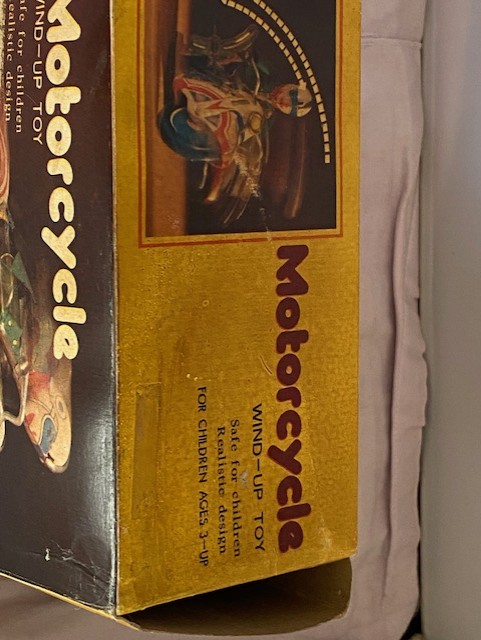 Motorcycle
WIND-UP TOY
Safe for children
Realistic design
FOR CHILDREN AGES 3-UP
Motorcycle
WIND-UP TOY
afe for children
Realistic design